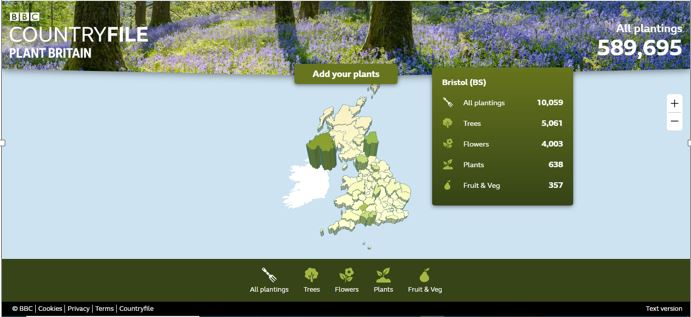 BBC
COUNTRYFILE
PLANT BRITAIN
All plantings
589,695
Add your plants
Bristol (BS)
All plantings 10,059
Trees 5,061
Flowers 4,003
Plants 638
Fruit & Veg 357
+
−
All plantings Trees Flowers Plants Fruit & Veg
© BBC | Cookies | Privacy | Terms | Countryfile Text version